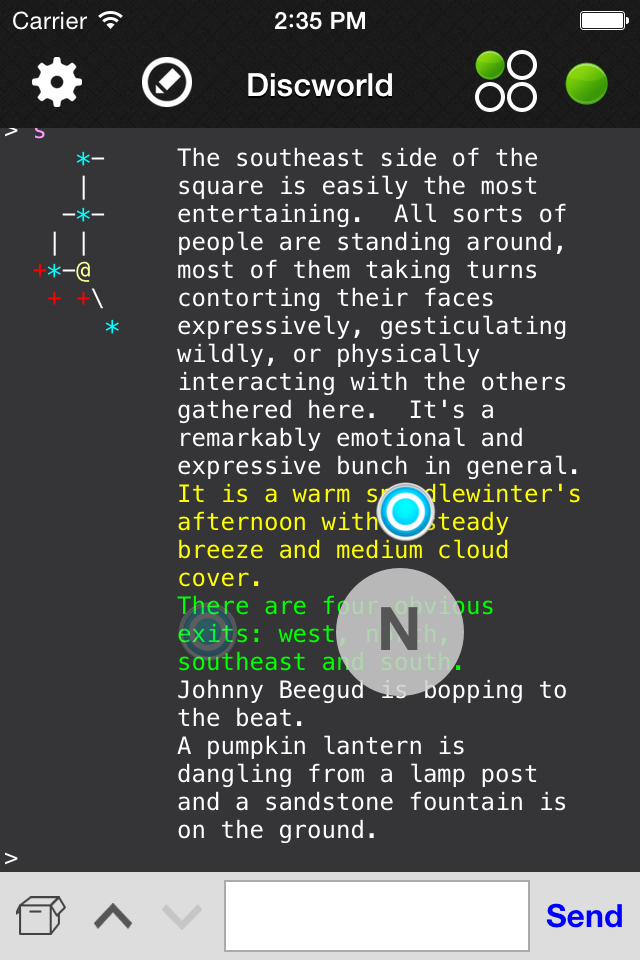 Carrier 2:35 PM
Discworld
> s
*— The southeast side of the
| square is easily the most
—*— entertaining.  All sorts of
| | people are standing around,
+*—@ most of them taking turns
+ +\ contorting their faces
* expressively, gesticulating
wildly, or physically
interacting with the others
gathered here.  It's a
remarkably emotional and
expressive bunch in general.
It is a warm spindlewinter's
afternoon with steady
breeze and medium cloud
cover.
There are four obvious
exits: west, north,
southeast and south.
N
Johnny Beegud is bopping to
the beat.
A pumpkin lantern is
dangling from a lamp post
and a sandstone fountain is
on the ground.
>
Send